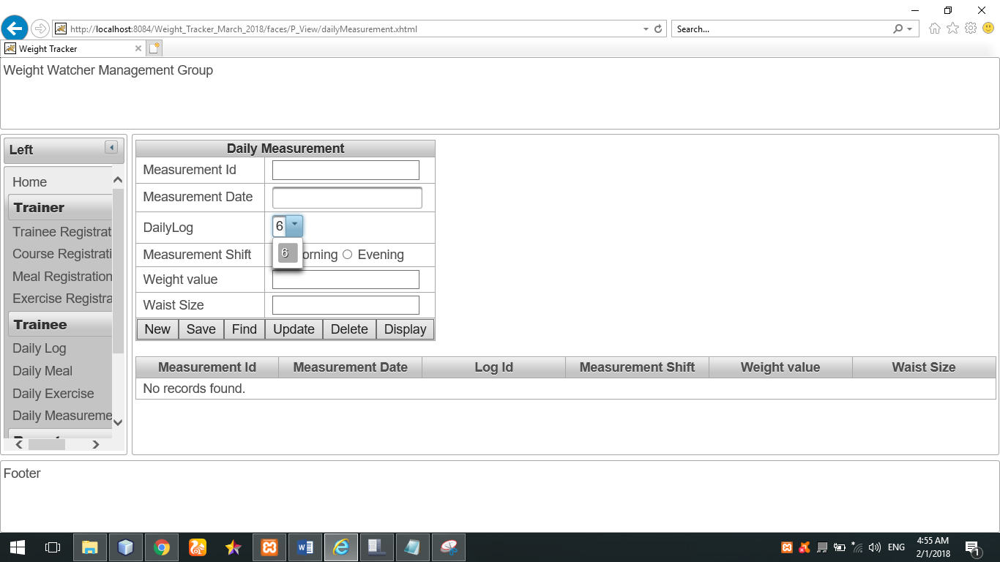 http://localhost:8084/Weight_Tracker_March_2018/faces/P_View/dailyMeasurement.xhtml
Search...
Weight Tracker
Weight Watcher Management Group
Left
Home
Trainer
Trainee Registrat
Course Registrati
Meal Registration
Exercise Registra
Trainee
Daily Log
Daily Meal
Daily Exercise
Daily Measureme
Daily Measurement
Measurement Id
Measurement Date
DailyLog 6
6
Measurement Shift orning Evening
Weight value
Waist Size
New Save Find Update Delete Display
Measurement Id Measurement Date Log Id Measurement Shift Weight value Waist Size
No records found.
Footer
ENG
4:55 AM
2/1/2018
1